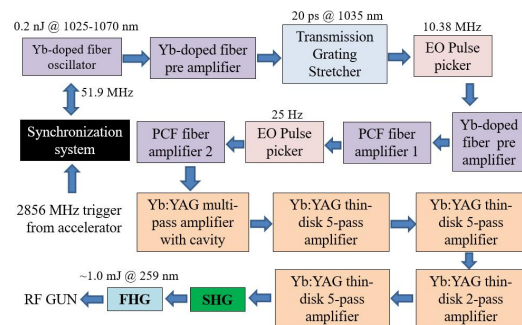 0.2 nJ @ 1025-1070 nm
Yb-doped fiber
oscillator
Yb-doped fiber
pre amplifier
20 ps @ 1035 nm
Transmission
Grating
Stretcher
10.38 MHz
EO Pulse
picker
51.9 MHz
Synchronization
system
2856 MHz trigger
from accelerator
25 Hz
PCF fiber
amplifier 2
EO Pulse
picker
PCF fiber
amplifier 1
Yb-doped
fiber pre
amplifier
Yb:YAG multi-
pass amplifier
with cavity
Yb:YAG thin-
disk 5-pass
amplifier
Yb:YAG thin-
disk 5-pass
amplifier
~1.0 mJ @ 259 nm
RF GUN
FHG
SHG
Yb:YAG thin-
disk 5-pass
amplifier
Yb:YAG thin-
disk 2-pass
amplifier